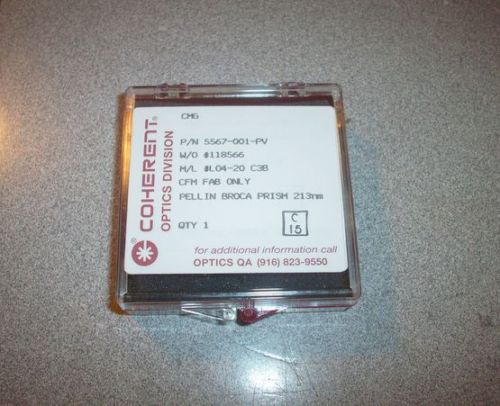 CMG
P/N 5567-001-PV
W/O #118566
M/L #L04-20 C3B
CFM FAB ONLY
PELLIN BROCA PRISM 213nm
QTY 1
C
15
for additional information call
OPTICS QA (916) 823-9550
COHERENT®
OPTICS DIVISION
®